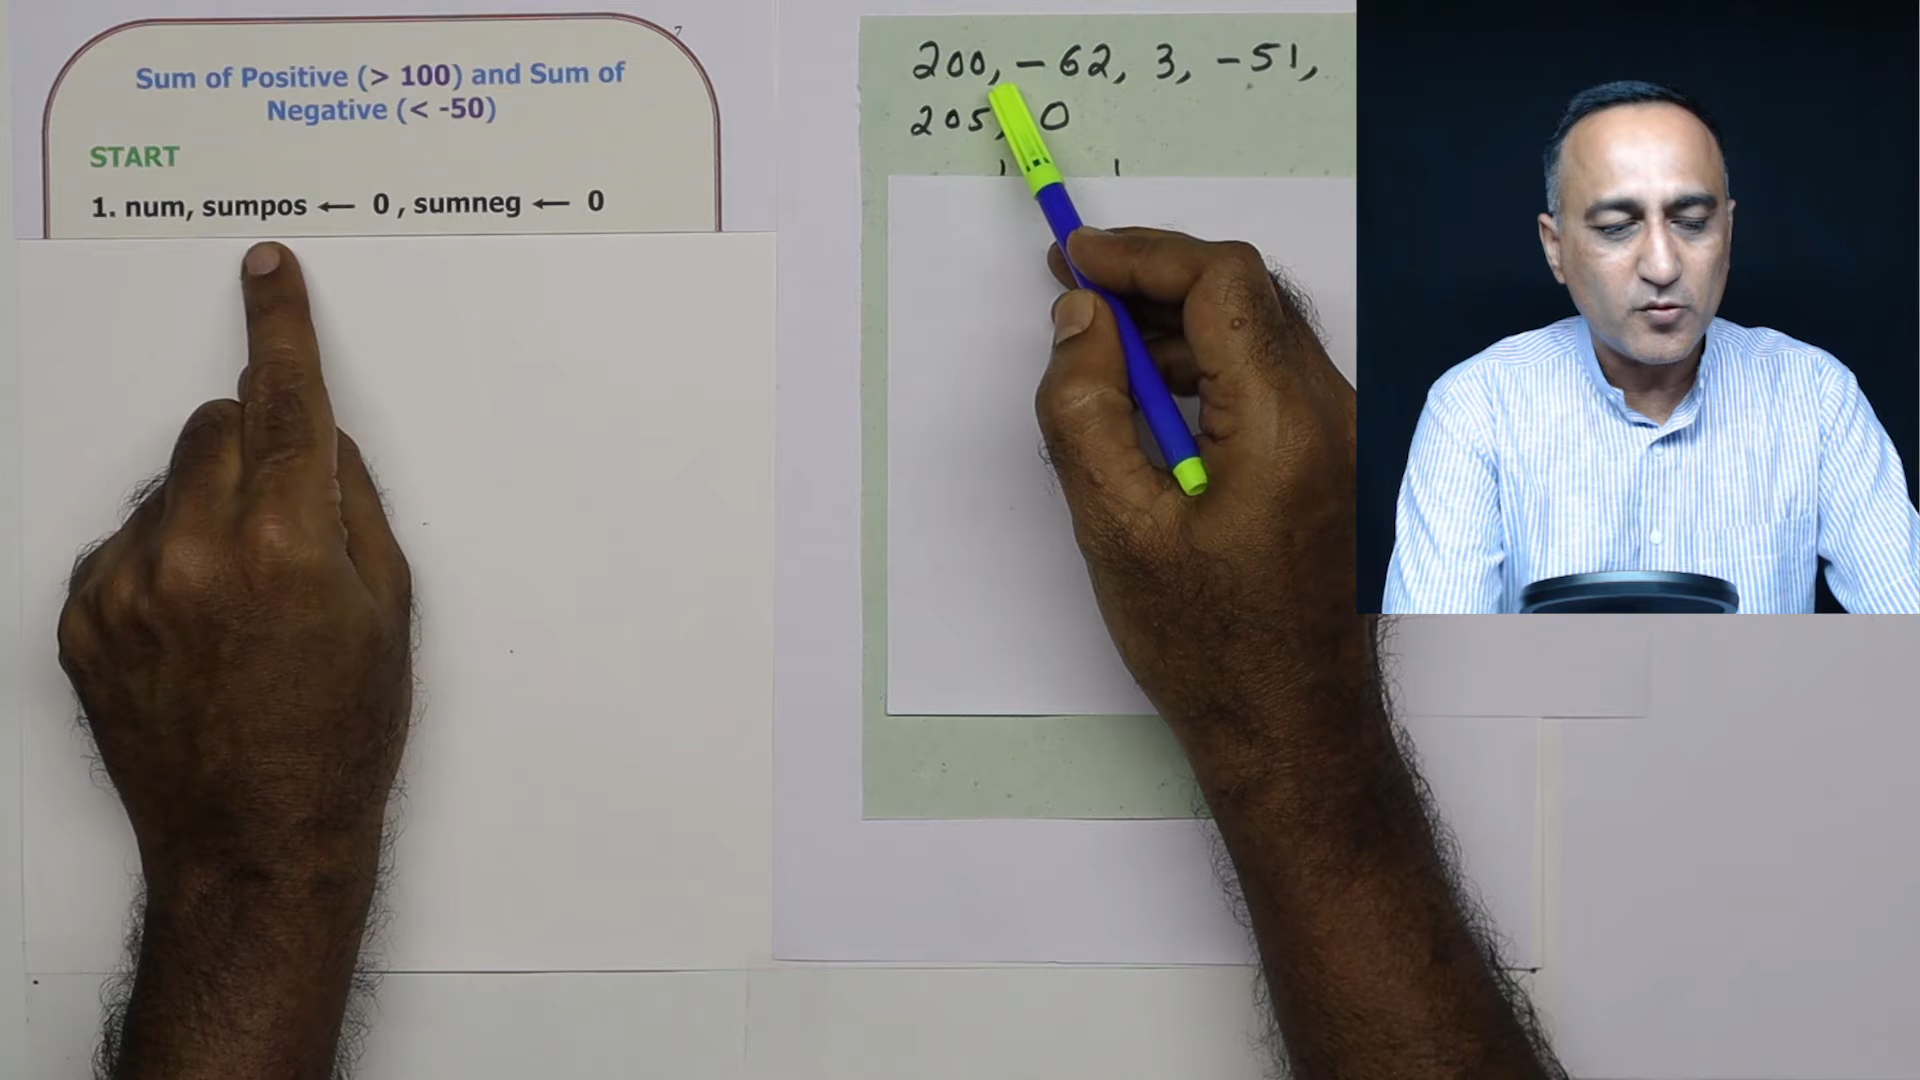 7
Sum of Positive (> 100) and Sum of
Negative (< -50)
START
1. num, sumpos ← 0 , sumneg ← 0
200, -62, 3, -51,
205, 0